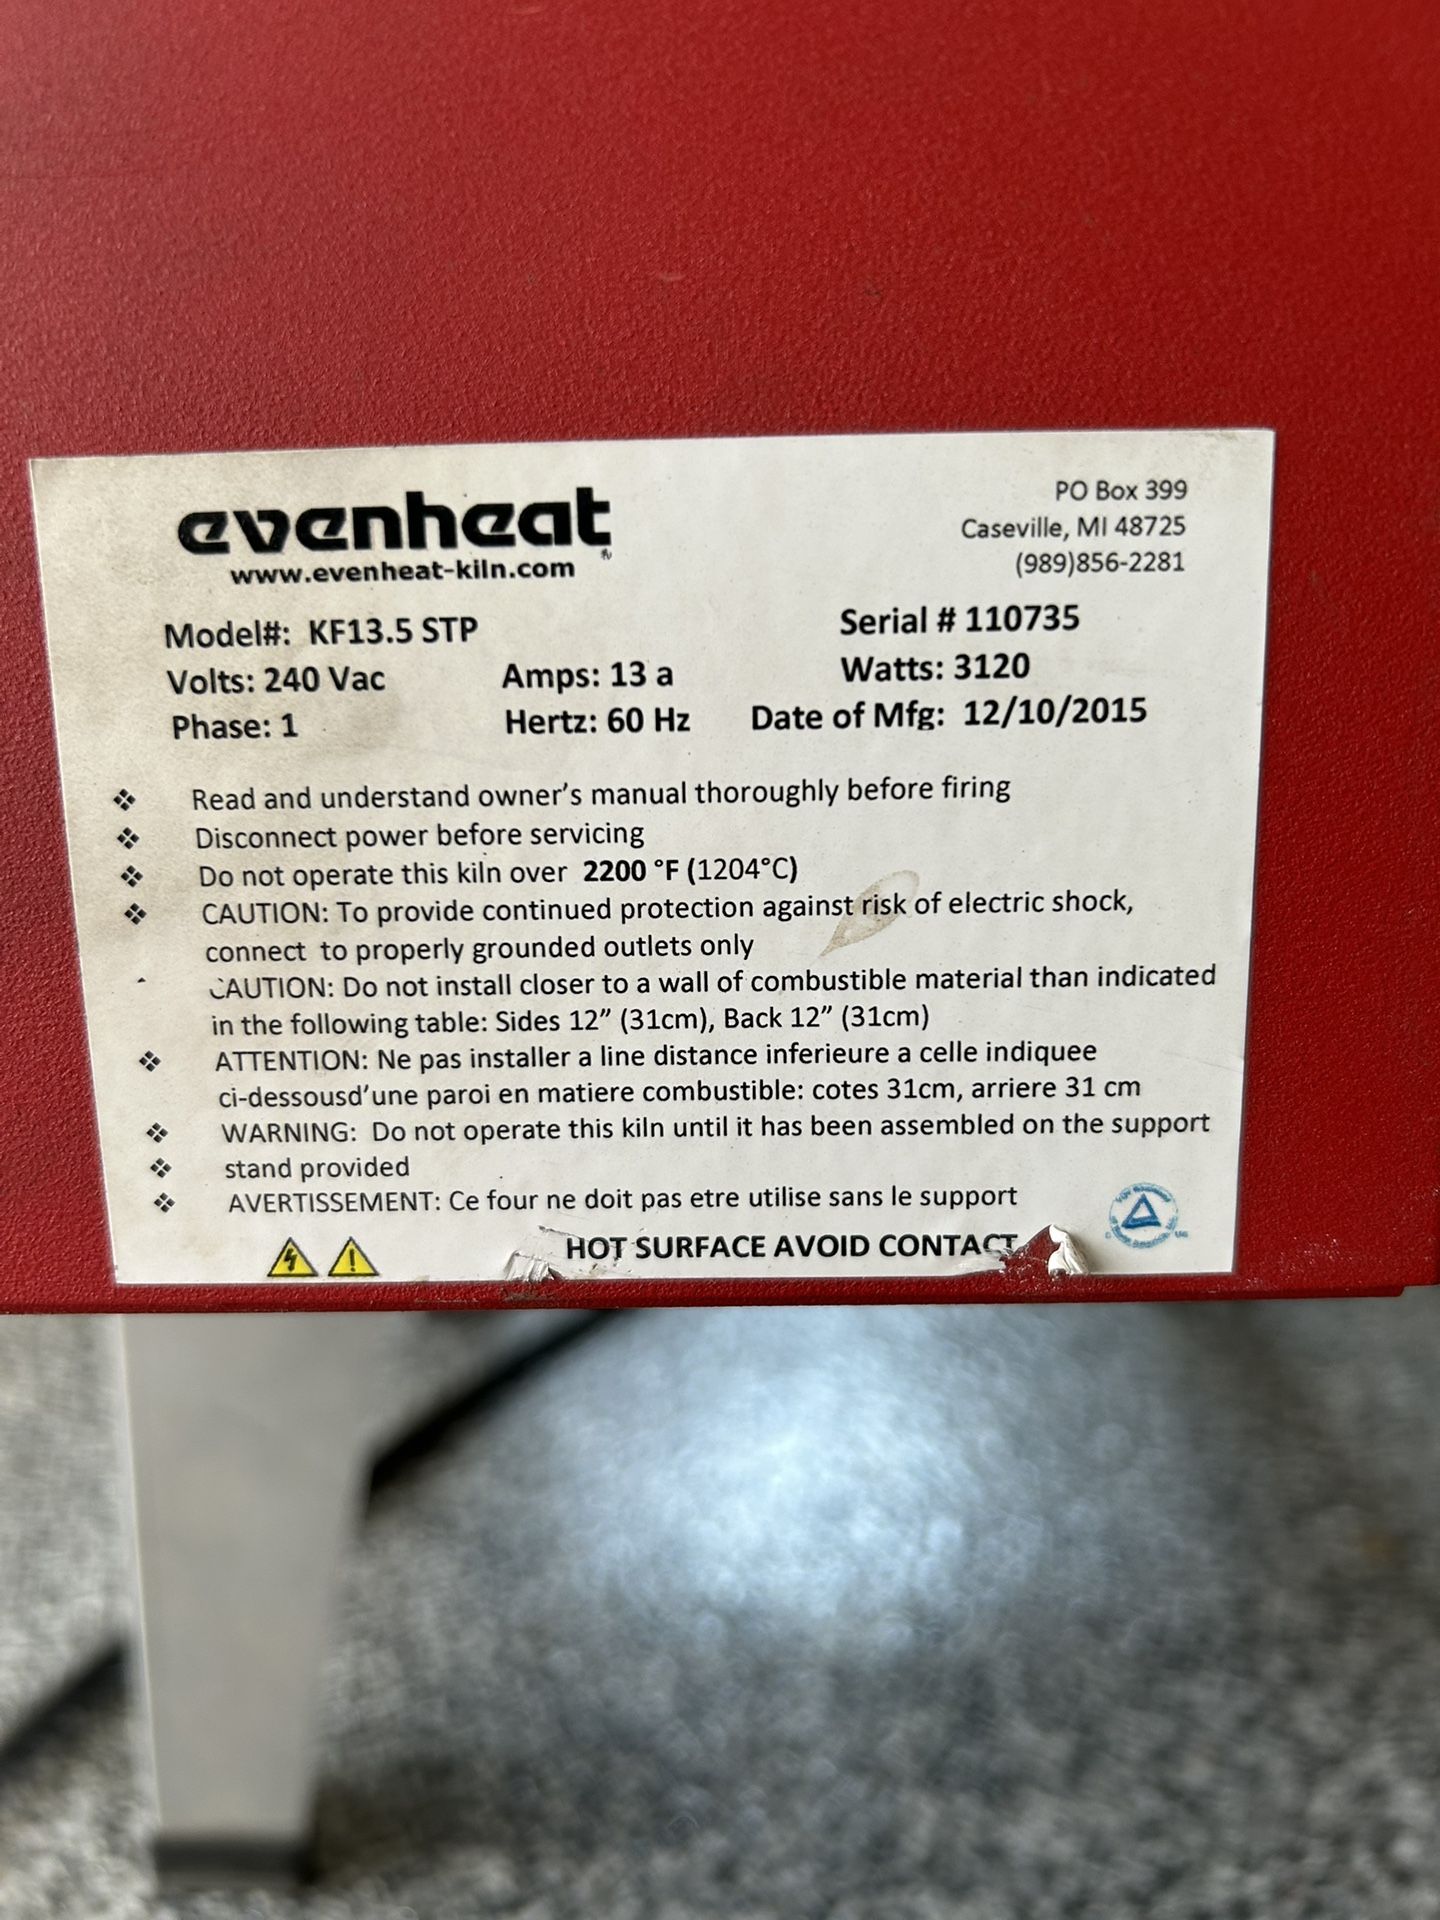 evenheat
www.evenheat-kiln.com
PO Box 399
Caseville, MI 48725
(989)856-2281
Model#: KF13.5 STP
Serial # 110735
Volts: 240 Vac
Amps: 13 a
Watts: 3120
Phase: 1
Hertz: 60 Hz
Date of Mfg: 12/10/2015
❖ Read and understand owner's manual thoroughly before firing
❖ Disconnect power before servicing
❖ Do not operate this kiln over 2200 °F (1204°C)
❖ CAUTION: To provide continued protection against risk of electric shock,
connect to properly grounded outlets only
CAUTION: Do not install closer to a wall of combustible material than indicated
in the following table: Sides 12” (31cm), Back 12” (31cm)
❖ ATTENTION: Ne pas installer a line distance inferieure a celle indiquee
ci-dessousd'une paroi en matiere combustible: cotes 31cm, arriere 31 cm
❖ WARNING: Do not operate this kiln until it has been assembled on the support
❖ stand provided
❖ AVERTISSEMENT: Ce four ne doit pas etre utilise sans le support
HOT SURFACE AVOID CONTACT